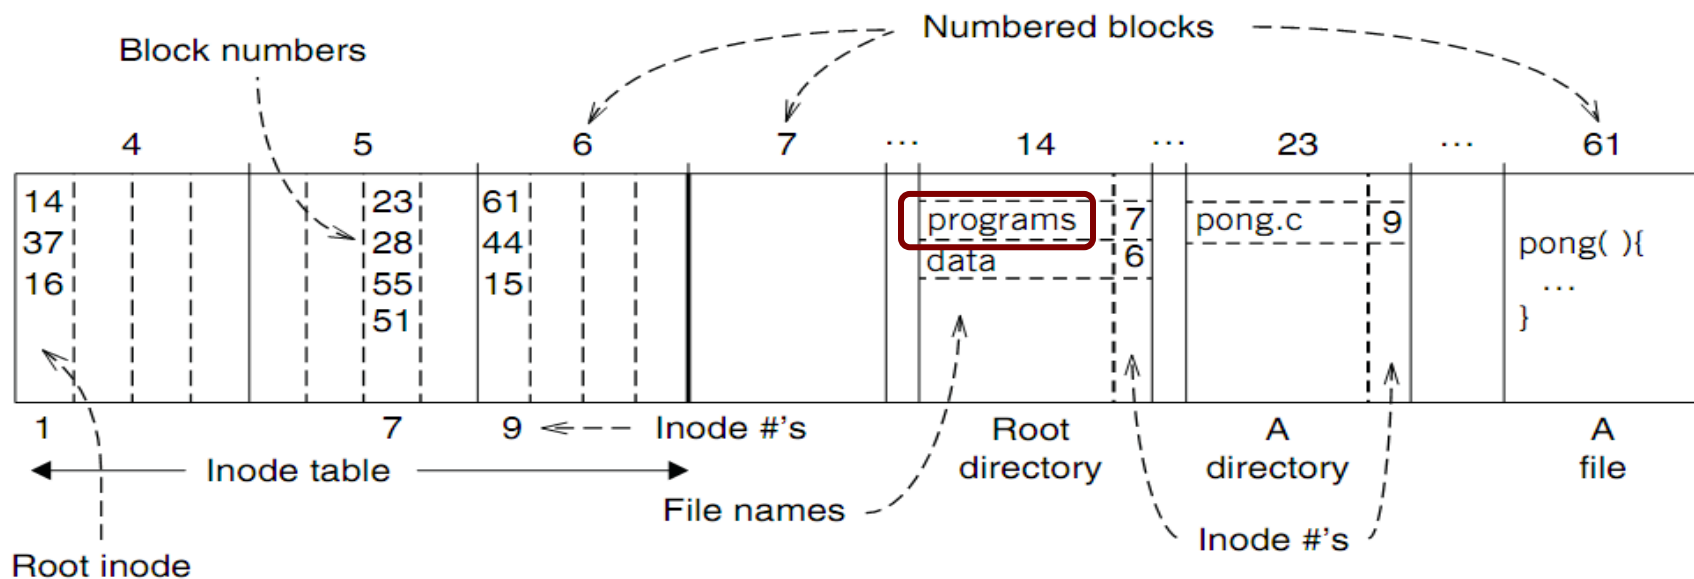 Numbered blocks
Block numbers
4 5 6 7 ... 14 ... 23 ... 61
14 23 61 programs 7 pong.c 9
37 28 44 data 6 pong( ){
16 55 15 ...
51 }
1 7 9 Inode #'s Root A A
Inode table directory directory file
File names
Inode #'s
Root inode